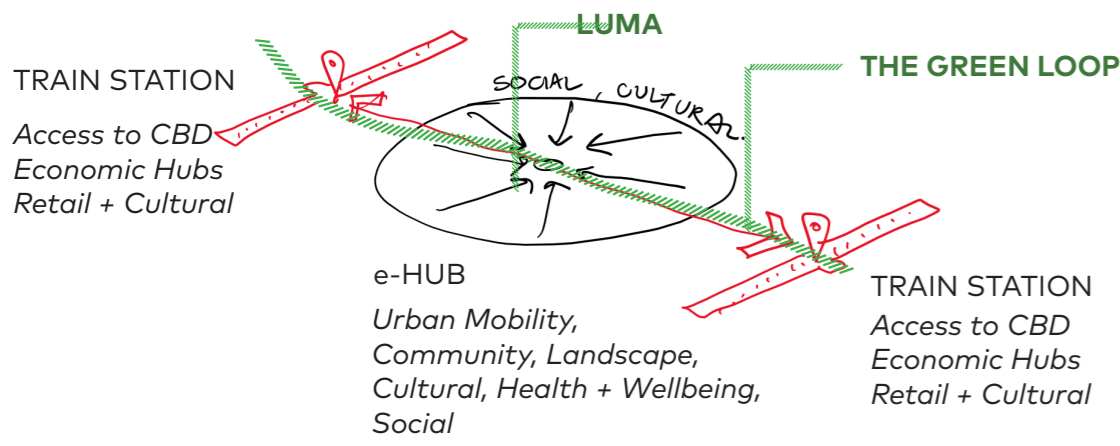 LUMA
THE GREEN LOOP
SOCIAL, CULTURAL.
TRAIN STATION
Access to CBD
Economic Hubs
Retail + Cultural
e-HUB
Urban Mobility,
Community, Landscape,
Cultural, Health + Wellbeing,
Social
TRAIN STATION
Access to CBD
Economic Hubs
Retail + Cultural